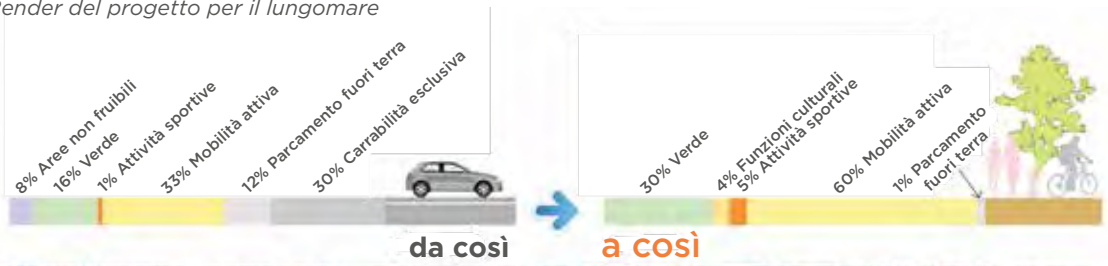 Render del progetto per il lungomare
8% Aree non fruibili
16% Verde
1% Attività sportive
33% Mobilità attiva
12% Parcamento fuori terra
30% Carrabilità esclusiva
30% Verde
4% Funzioni culturali
5% Attività sportive
60% Mobilità attiva
1% Parcamento
fuori terra
da così
a così